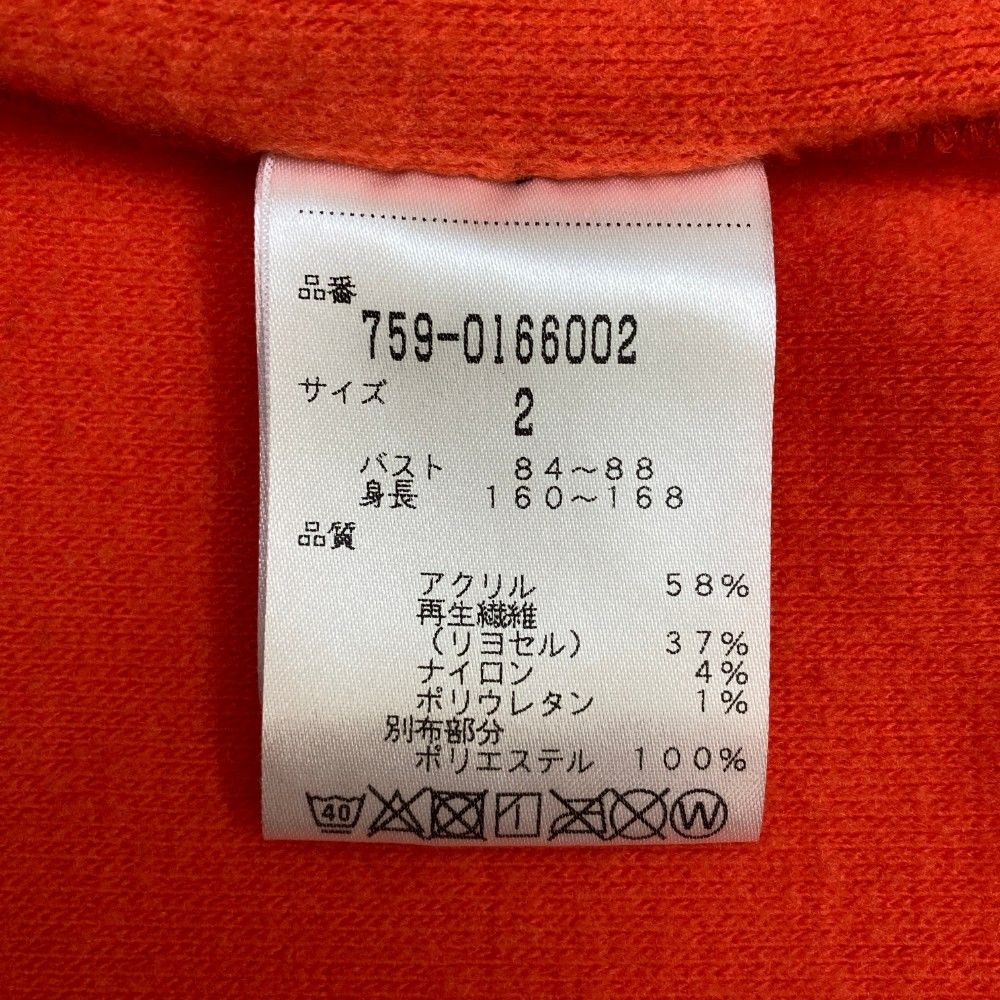 品番
759-0166002
サイズ 2
バスト 84～88
身長 160～168
品質
アクリル 58%
再生繊維
(リヨセル) 37%
ナイロン 4%
ポリウレタン 1%
別布部分
ポリエステル 100%
40 W